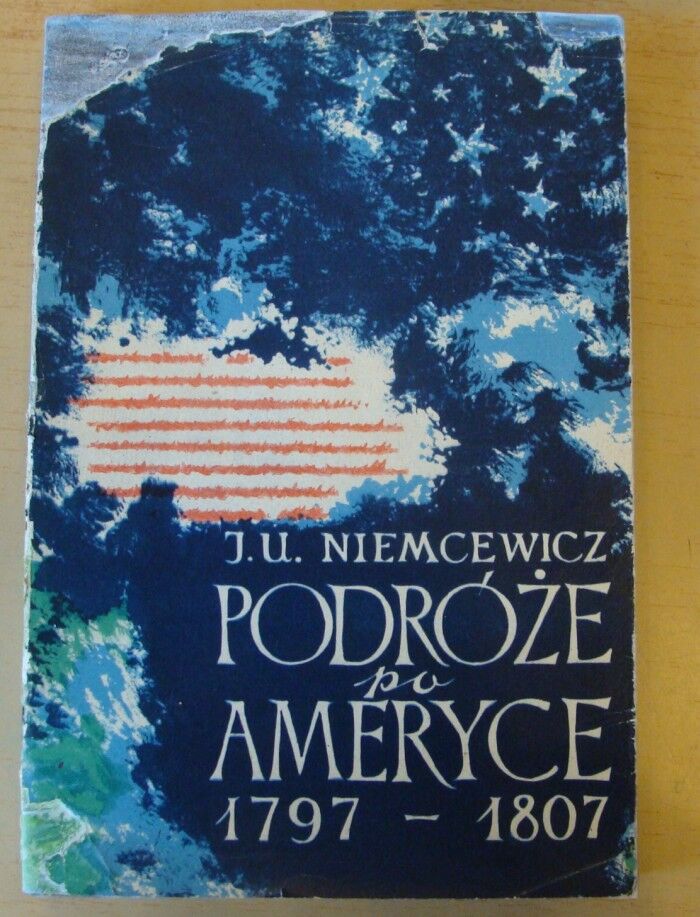 J.U. NIEMCEWICZ
PODRÓŻE
po
AMERYCE
1797 – 1807